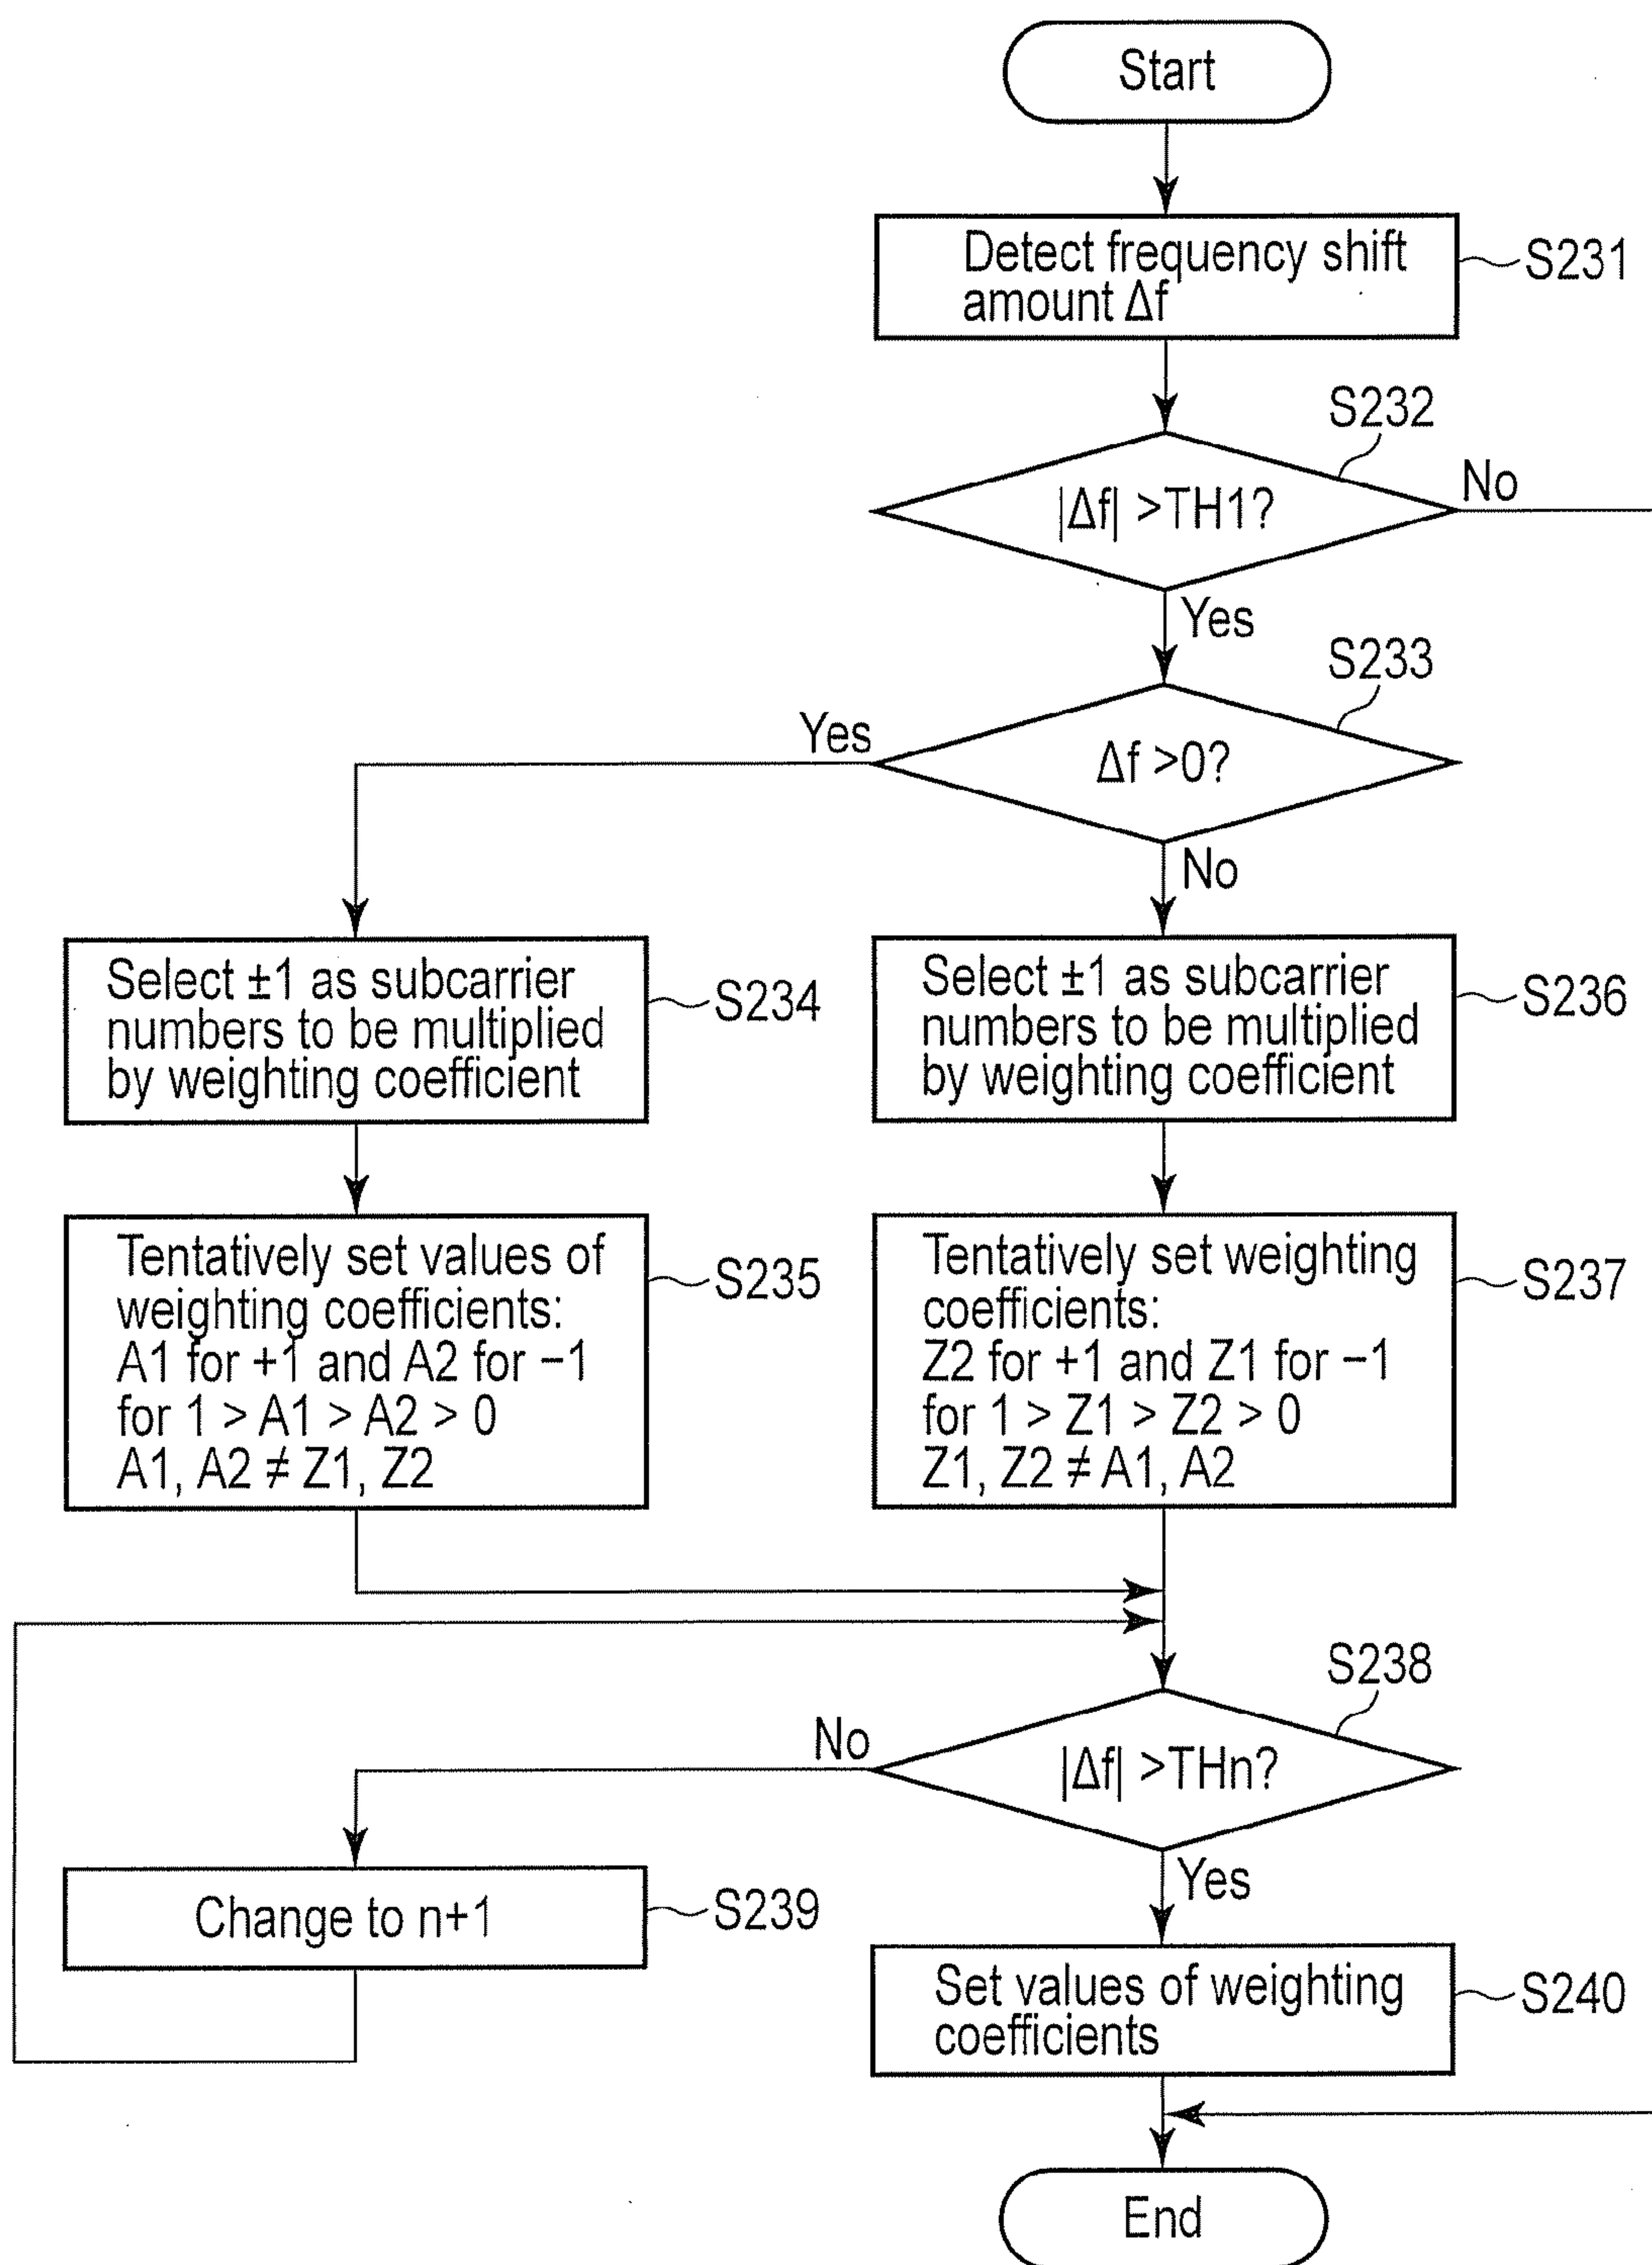 Start
Detect frequency shift
amount Δf
S231
S232
|Δf| >TH1?
No
Yes
S233
Δf >0?
Yes
No
Select ±1 as subcarrier
numbers to be multiplied
by weighting coefficient
S234
Select ±1 as subcarrier
numbers to be multiplied
by weighting coefficient
S236
Tentatively set values of
weighting coefficients:
A1 for +1 and A2 for −1
for 1 > A1 > A2 > 0
A1, A2 ≠ Z1, Z2
S235
Tentatively set weighting
coefficients:
Z2 for +1 and Z1 for −1
for 1 > Z1 > Z2 > 0
Z1, Z2 ≠ A1, A2
S237
S238
|Δf| >THn?
No
Yes
Change to n+1
S239
Set values of weighting
coefficients
S240
End